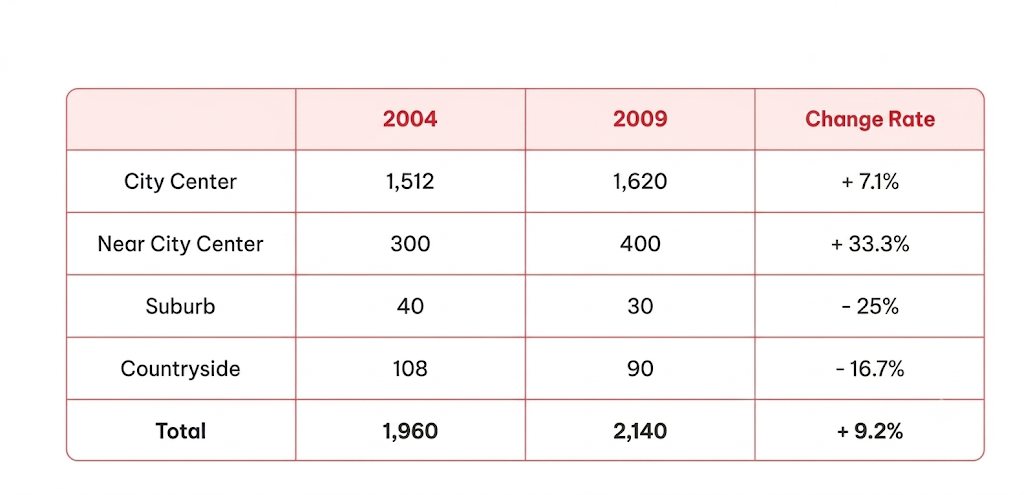 2004 2009 Change Rate
City Center 1,512 1,620 + 7.1%
Near City Center 300 400 + 33.3%
Suburb 40 30 - 25%
Countryside 108 90 - 16.7%
Total 1,960 2,140 + 9.2%